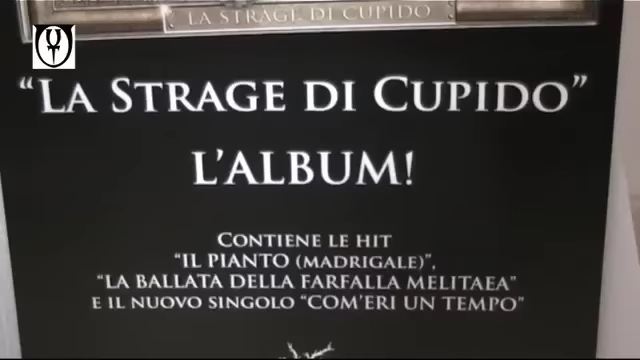 LA STRAGE DI CUPIDO
“LA STRAGE DI CUPIDO”
L’ALBUM!
CONTIENE LE HIT
“IL PIANTO (MADRIGALE)”,
“LA BALLATA DELLA FARFALLA MELITAEA”
E IL NUOVO SINGOLO “COM’ERI UN TEMPO”